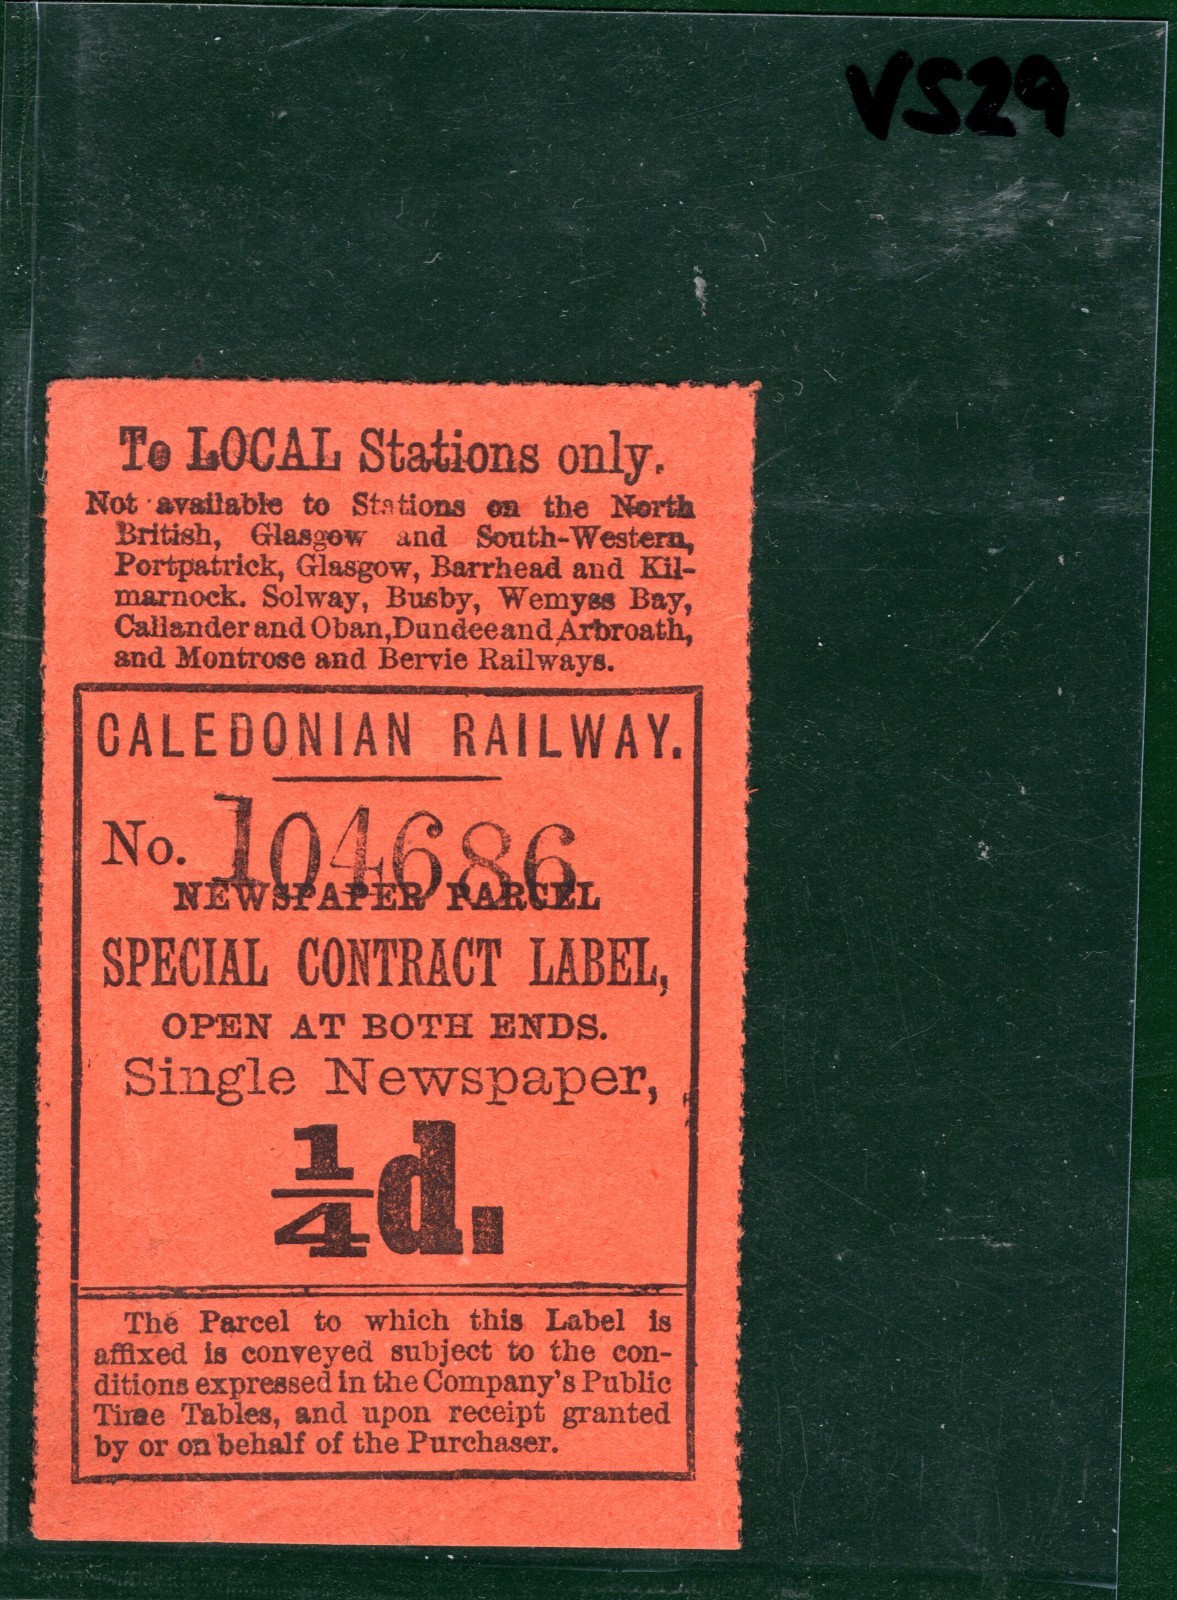 VS29
To LOCAL Stations only.
Not available to Stations on the North
British, Glasgow and South-Western,
Portpatrick, Glasgow, Barrhead and Kil-
marnock. Solway, Busby, Wemyss Bay,
Callander and Oban, Dundee and Arbroath,
and Montrose and Bervie Railways.
CALEDONIAN RAILWAY.
No. 104686
NEWSPAPER PARCEL
SPECIAL CONTRACT LABEL,
OPEN AT BOTH ENDS.
Single Newspaper,
¼d.
The Parcel to which this Label is
affixed is conveyed subject to the con-
ditions expressed in the Company's Public
Time Tables, and upon receipt granted
by or on behalf of the Purchaser.